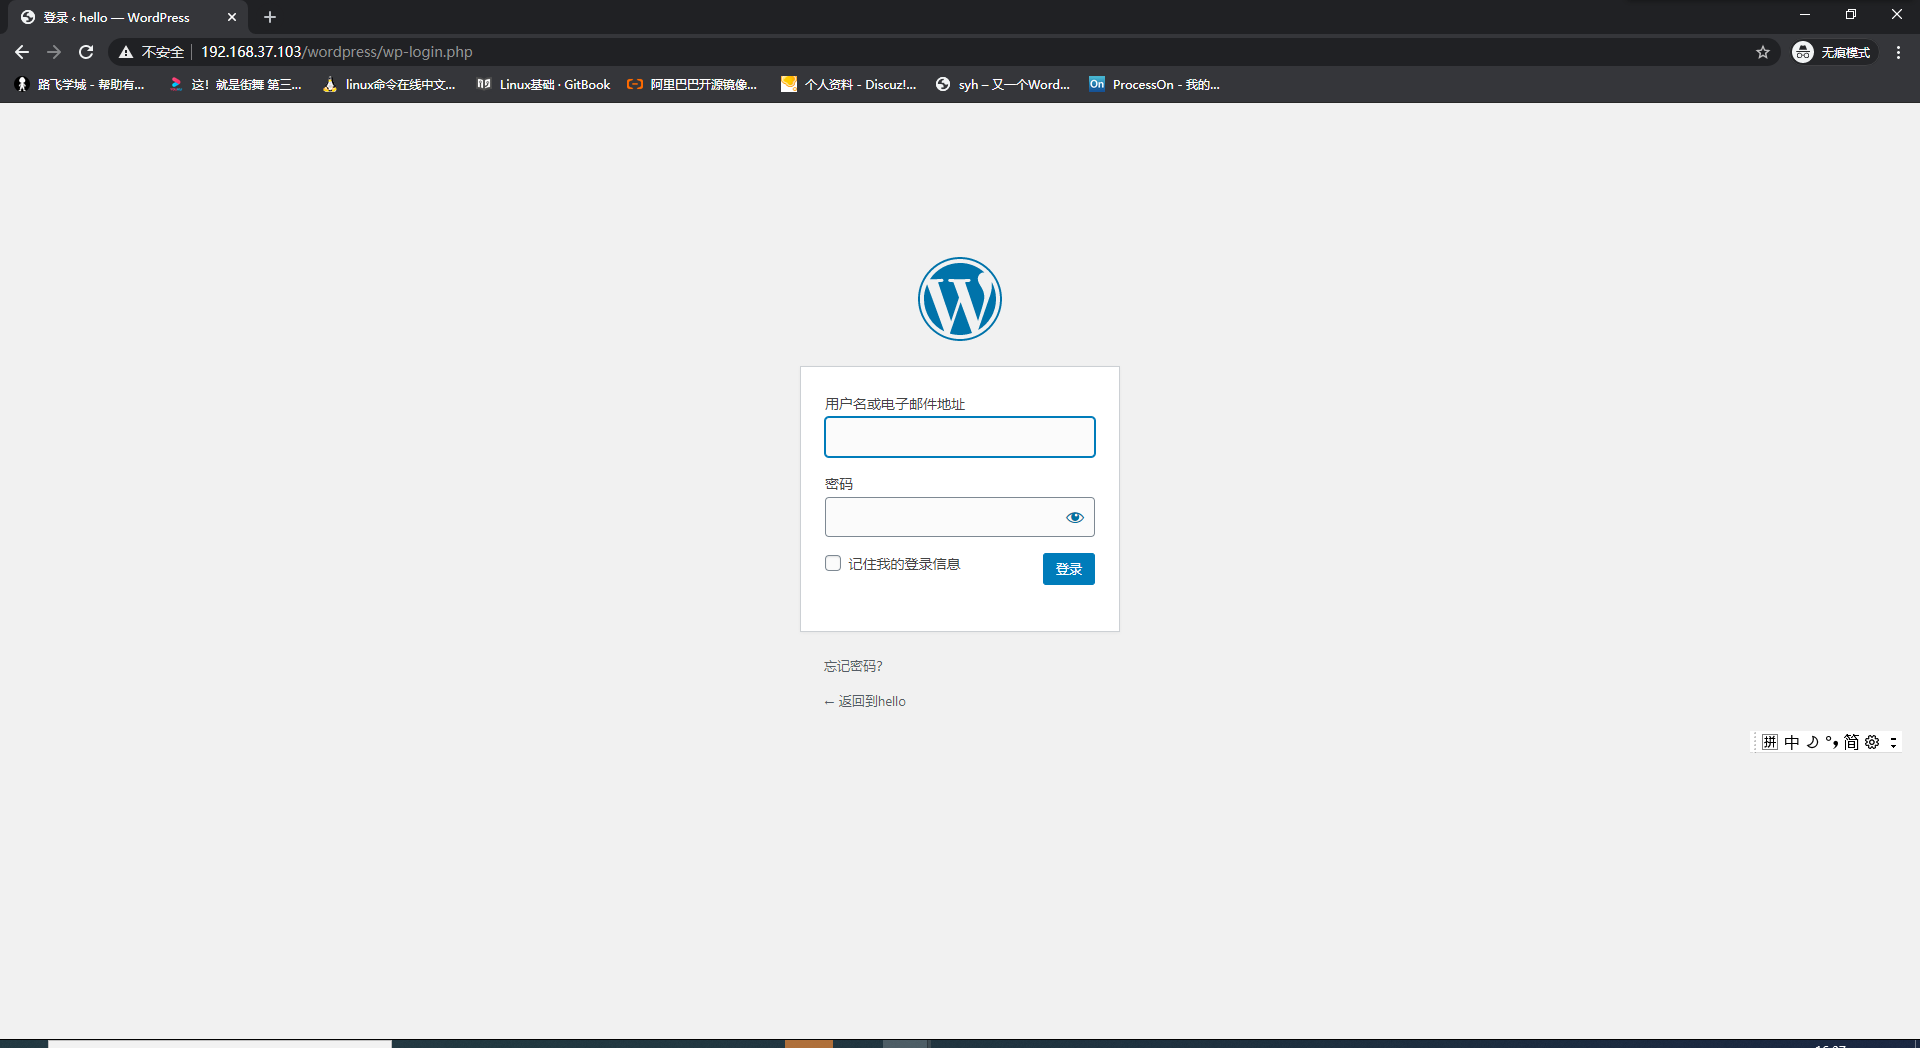 登录 ‹ hello — WordPress
不安全 192.168.37.103/wordpress/wp-login.php 无痕模式
路飞学城 - 帮助有... 这！就是街舞 第三... linux命令在线中文... Linux基础 · GitBook 阿里巴巴开源镜像... 个人资料 - Discuz!... syh – 又一个Word... On ProcessOn - 我的...
用户名或电子邮件地址
密码
记住我的登录信息 登录
忘记密码?
← 返回到hello
拼 中 °, 简